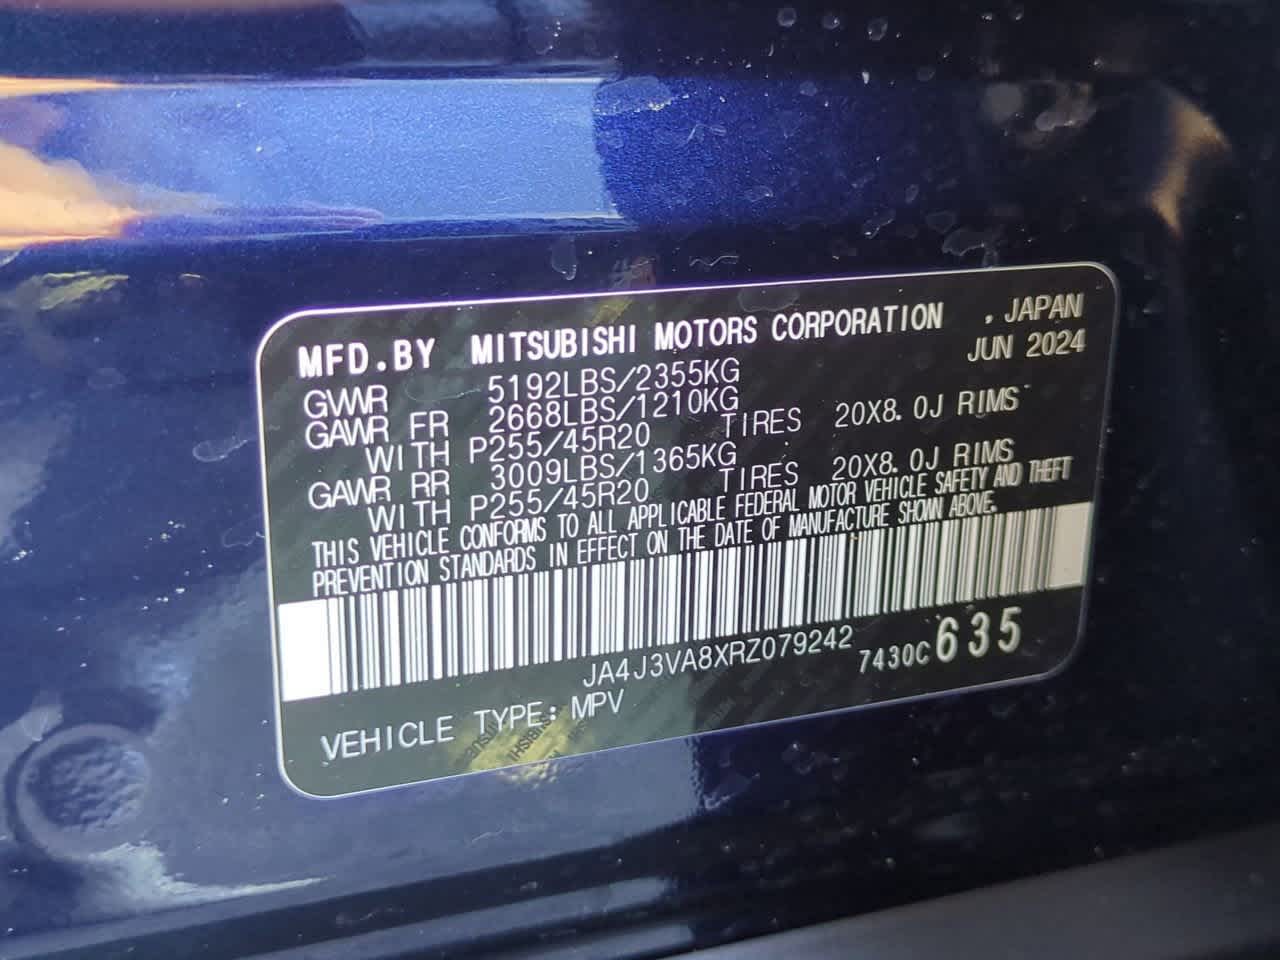 MFD.BY MITSUBISHI MOTORS CORPORATION , JAPAN
JUN 2024
GVWR 5192LBS/2355KG
GAWR FR 2668LBS/1210KG
WITH P255/45R20 TIRES 20X8.0J RIMS
GAWR RR 3009LBS/1365KG
WITH P255/45R20 TIRES 20X8.0J RIMS
THIS VEHICLE CONFORMS TO ALL APPLICABLE FEDERAL MOTOR VEHICLE SAFETY AND THEFT
PREVENTION STANDARDS IN EFFECT ON THE DATE OF MANUFACTURE SHOWN ABOVE.
JA4J3VA8XRZ079242 7430C 635
VEHICLE TYPE: MPV